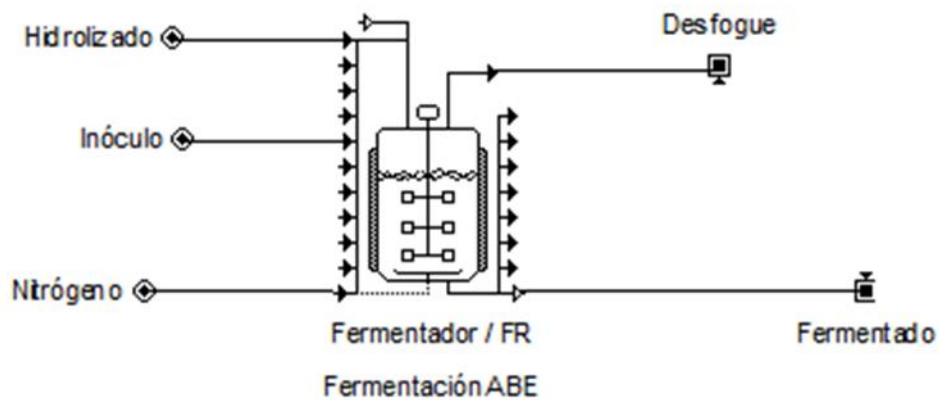 Desfogue
Hidrolizado
Inóculo
Nitrógeno
Fermentador / FR
Fermentado
Fermentación ABE